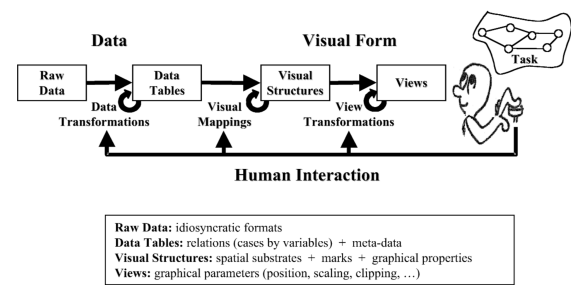 Data
Visual Form
Task
Raw
Data
Data
Tables
Visual
Structures
Views
Data
Transformations
Visual
Mappings
View
Transformations
Human Interaction
Raw Data: idiosyncratic formats
Data Tables: relations (cases by variables) + meta-data
Visual Structures: spatial substrates + marks + graphical properties
Views: graphical parameters (position, scaling, clipping, …)